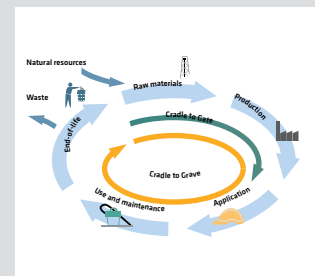 Natural resources
Raw materials
Waste
Production
Cradle to Gate
End-of-life
Cradle to Grave
Use and maintenance
Application